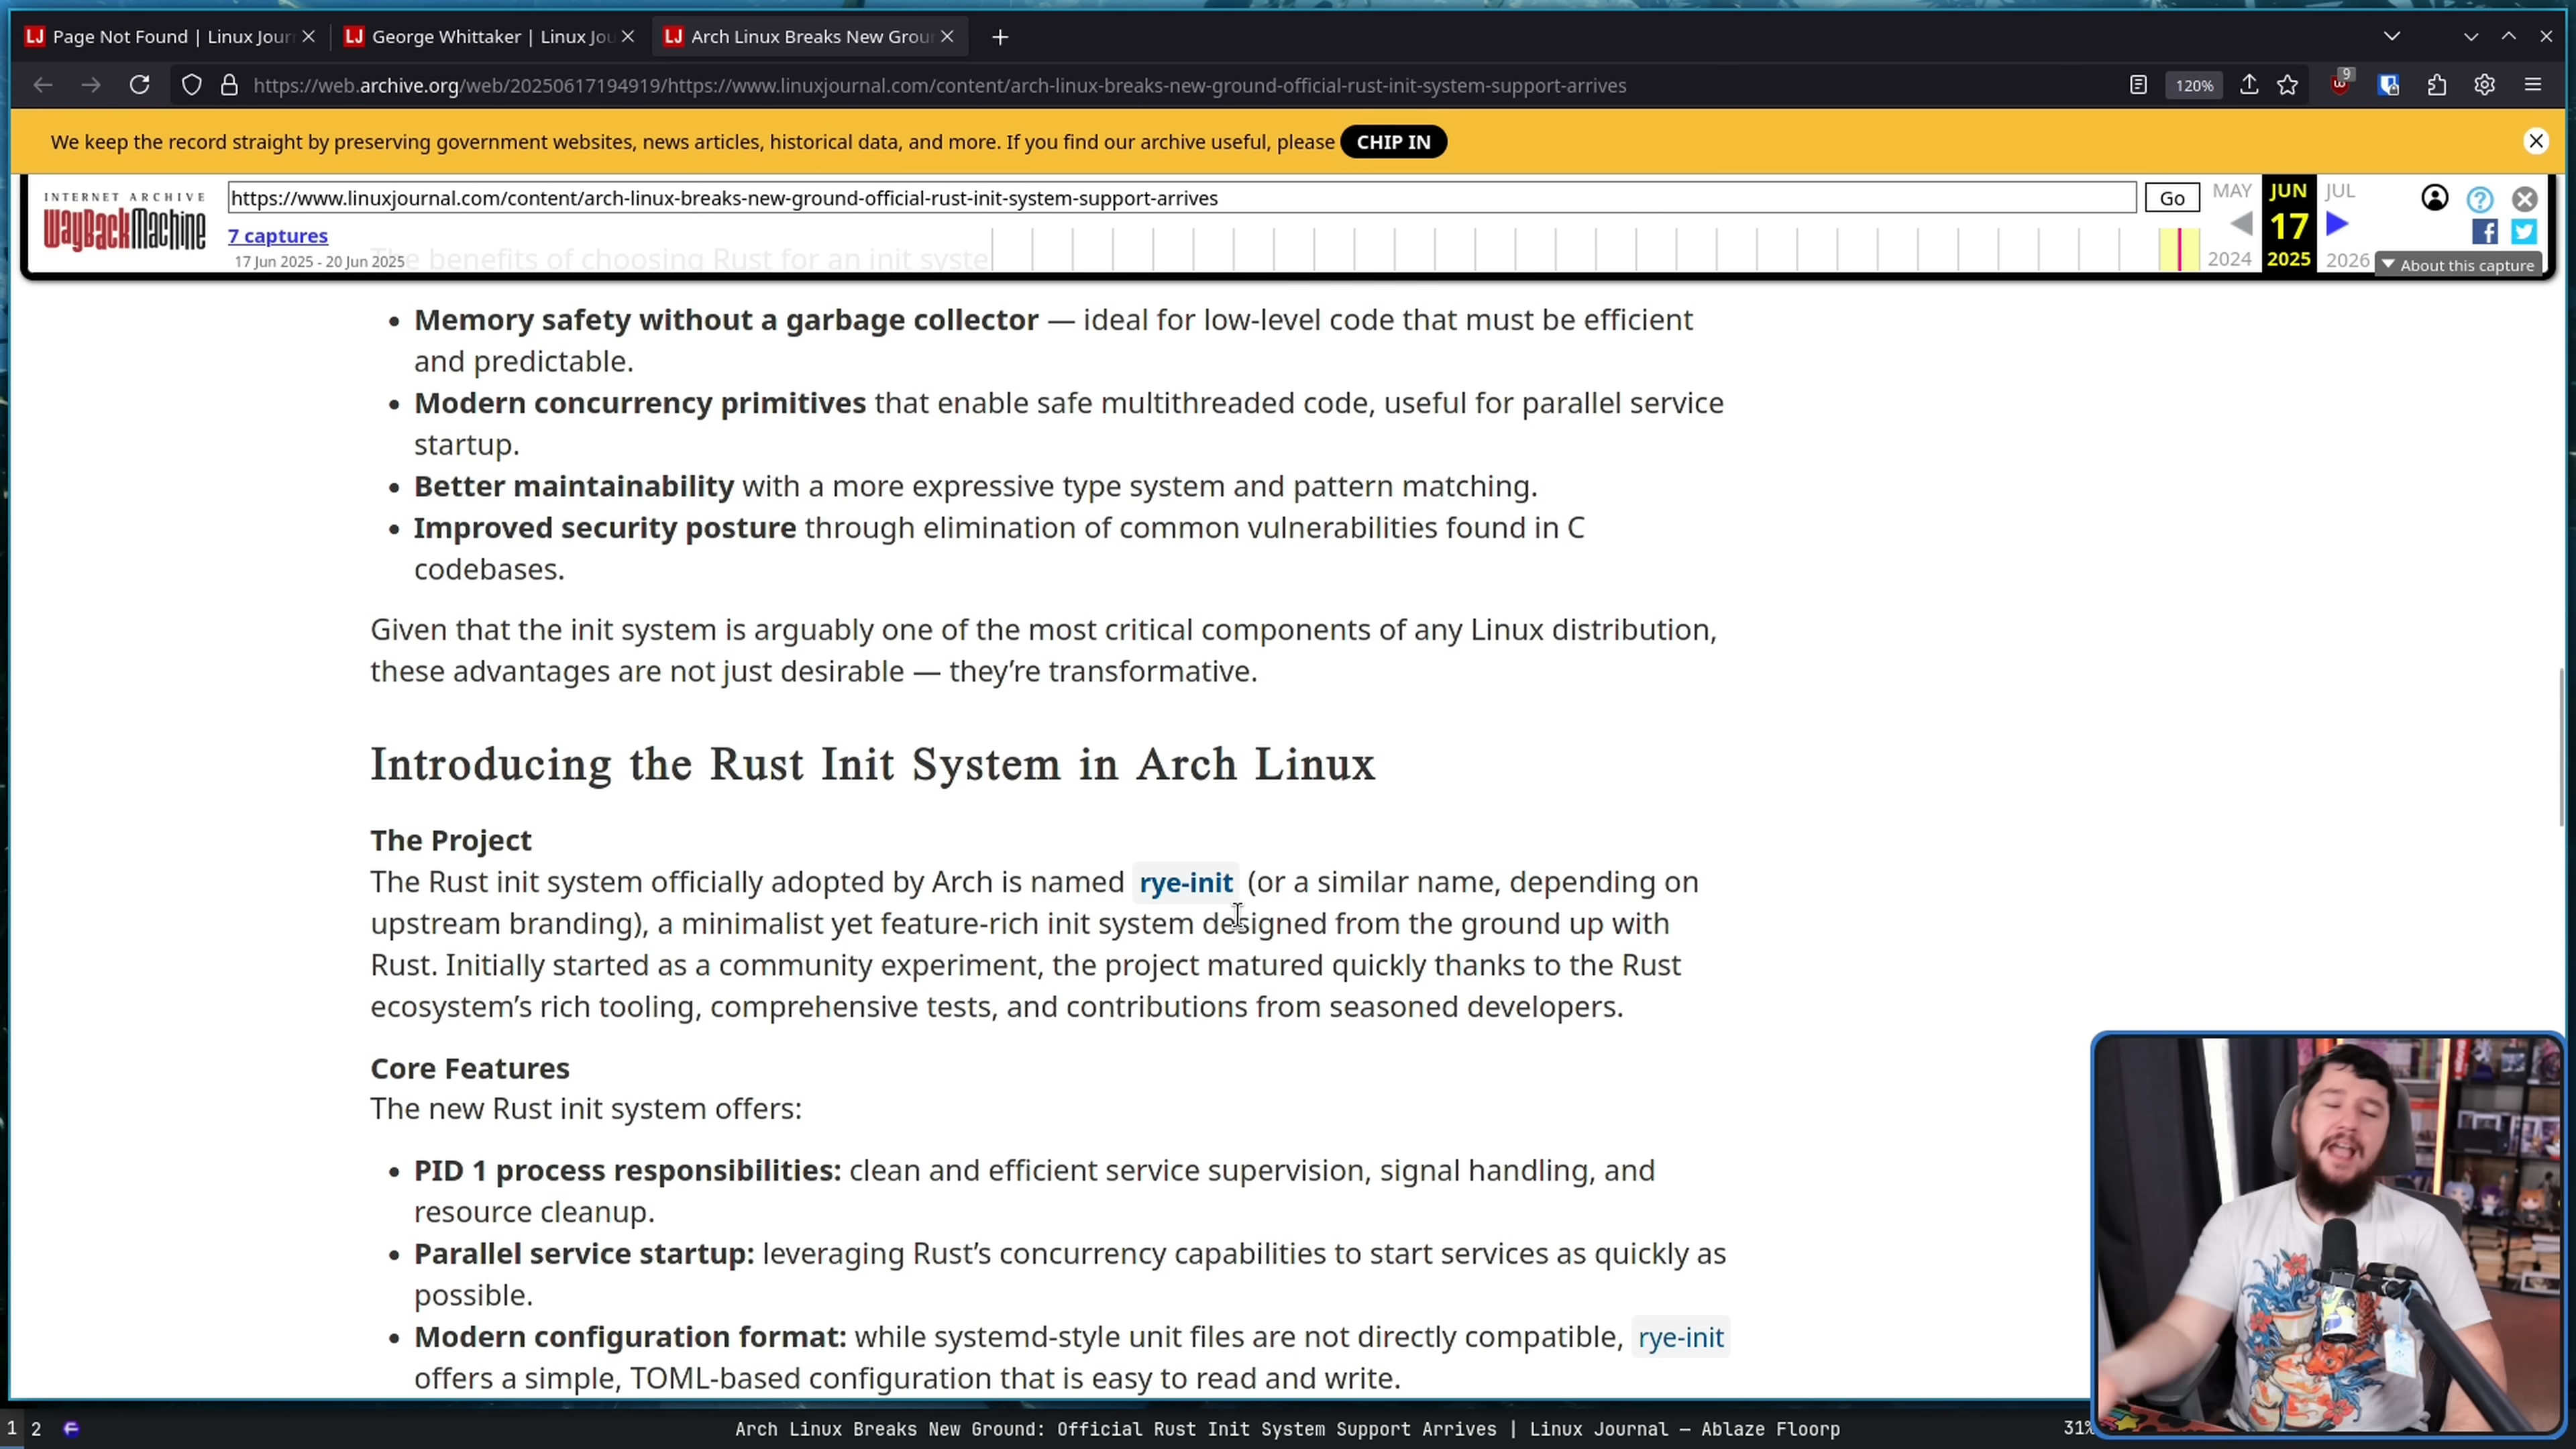 LJ Page Not Found | Linux Jour
LJ George Whittaker | Linux Jou
LJ Arch Linux Breaks New Grou
https://web.archive.org/web/20250617194919/https://www.linuxjournal.com/content/arch-linux-breaks-new-ground-official-rust-init-system-support-arrives
120%
9
We keep the record straight by preserving government websites, news articles, historical data, and more. If you find our archive useful, please CHIP IN
INTERNET ARCHIVE
WayBackMachine
https://www.linuxjournal.com/content/arch-linux-breaks-new-ground-official-rust-init-system-support-arrives
Go
MAY JUN JUL
17
2024 2025 2026
7 captures
17 Jun 2025 - 20 Jun 2025
About this capture
e benefits of choosing Rust for an init syste
• Memory safety without a garbage collector — ideal for low-level code that must be efficient
and predictable.
• Modern concurrency primitives that enable safe multithreaded code, useful for parallel service
startup.
• Better maintainability with a more expressive type system and pattern matching.
• Improved security posture through elimination of common vulnerabilities found in C
codebases.
Given that the init system is arguably one of the most critical components of any Linux distribution,
these advantages are not just desirable — they’re transformative.
Introducing the Rust Init System in Arch Linux
The Project
The Rust init system officially adopted by Arch is named rye-init (or a similar name, depending on
upstream branding), a minimalist yet feature-rich init system designed from the ground up with
Rust. Initially started as a community experiment, the project matured quickly thanks to the Rust
ecosystem’s rich tooling, comprehensive tests, and contributions from seasoned developers.
Core Features
The new Rust init system offers:
• PID 1 process responsibilities: clean and efficient service supervision, signal handling, and
resource cleanup.
• Parallel service startup: leveraging Rust’s concurrency capabilities to start services as quickly as
possible.
• Modern configuration format: while systemd-style unit files are not directly compatible, rye-init
offers a simple, TOML-based configuration that is easy to read and write.
1 2
Arch Linux Breaks New Ground: Official Rust Init System Support Arrives | Linux Journal — Ablaze Floorp
31%